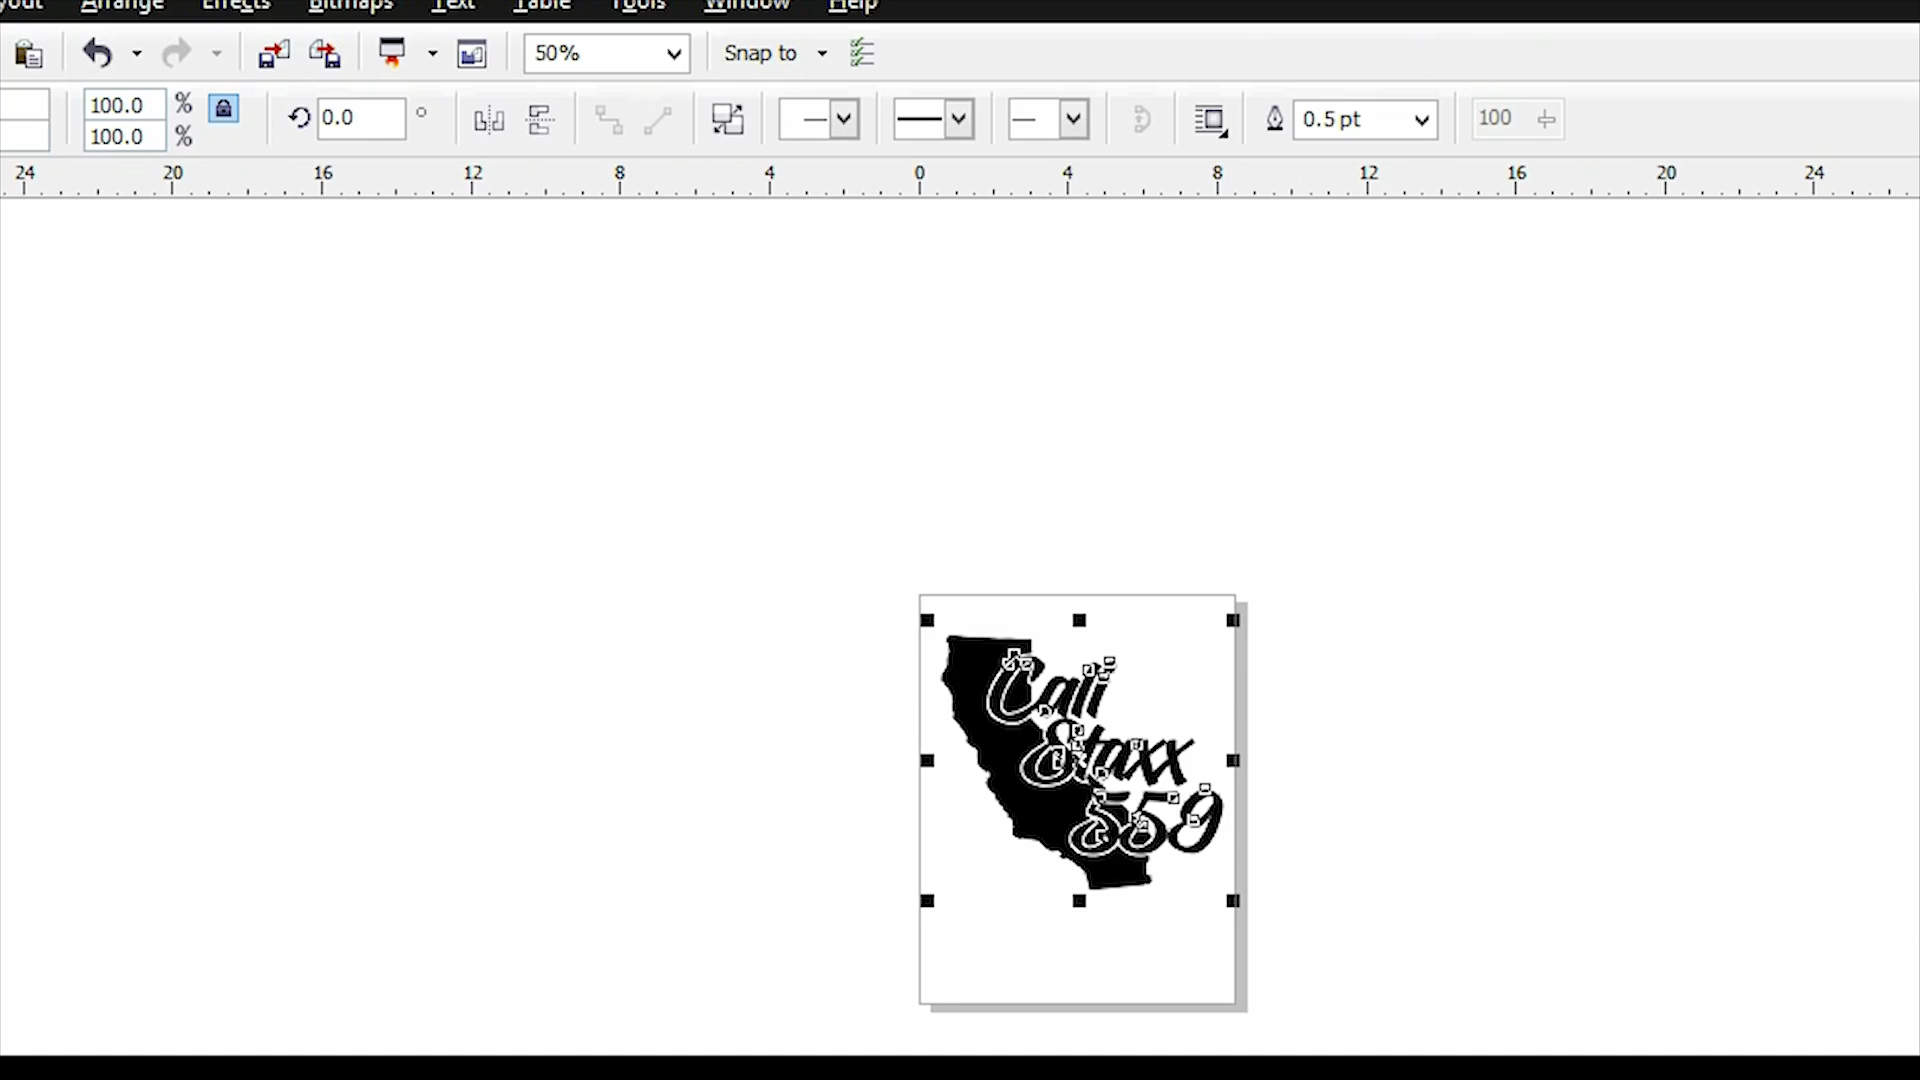 yout Arrange Effects Bitmaps Text Table Tools Window Help
50% Snap to
100.0 %
100.0 %
0.0 °
0.5 pt
100
24 20 16 12 8 4 0 4 8 12 16 20 24
Cali
Staxx
559